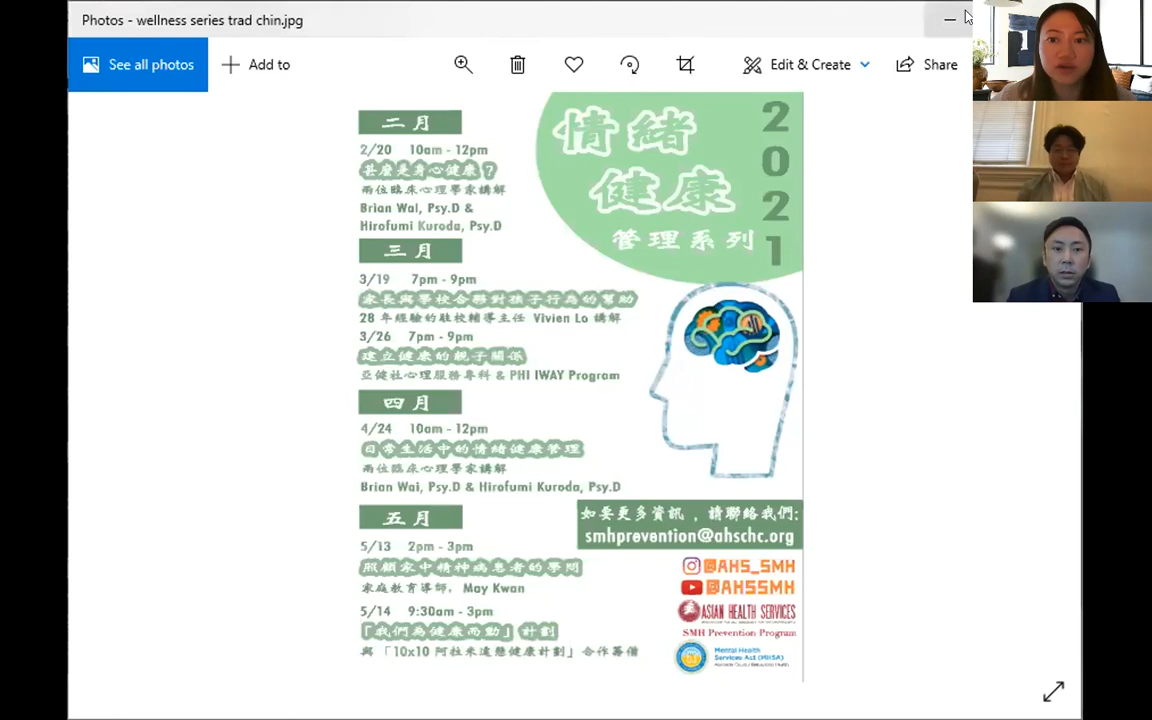 Photos - wellness series trad chin.jpg
See all photos
Add to
Edit & Create
Share
二月
2/20 10am - 12pm
甚麼是身心健康？
兩位臨床心理學家講解
Brian Wai, Psy.D &
Hirofumi Kuroda, Psy.D
三月
3/19 7pm - 9pm
家長與學校合夥對孩子行為的幫助
28 年經驗的駐校輔導主任 Vivien Lo 講解
3/26 7pm - 9pm
建立健康的親子關係
亞健社心理服務專科 & PHI IWAY Program
四月
4/24 10am - 12pm
日常生活中的情緒健康管理
兩位臨床心理學家講解
Brian Wai, Psy.D & Hirofumi Kuroda, Psy.D
五月
5/13 2pm - 3pm
照顧家中精神病患者的學問
家庭教育導師, May Kwan
5/14 9:30am - 3pm
「我們為健康而動」計劃
與「10x10 阿拉米達縣健康計劃」合作籌備
情緒
健康
管理系列
2021
如要更多資訊，請聯絡我們:
smhprevention@ahschc.org
@AHS_SMH
@AHSSMH
ASIAN HEALTH SERVICES
SMH Prevention Program
Mental Health
Services Act (MHSA)